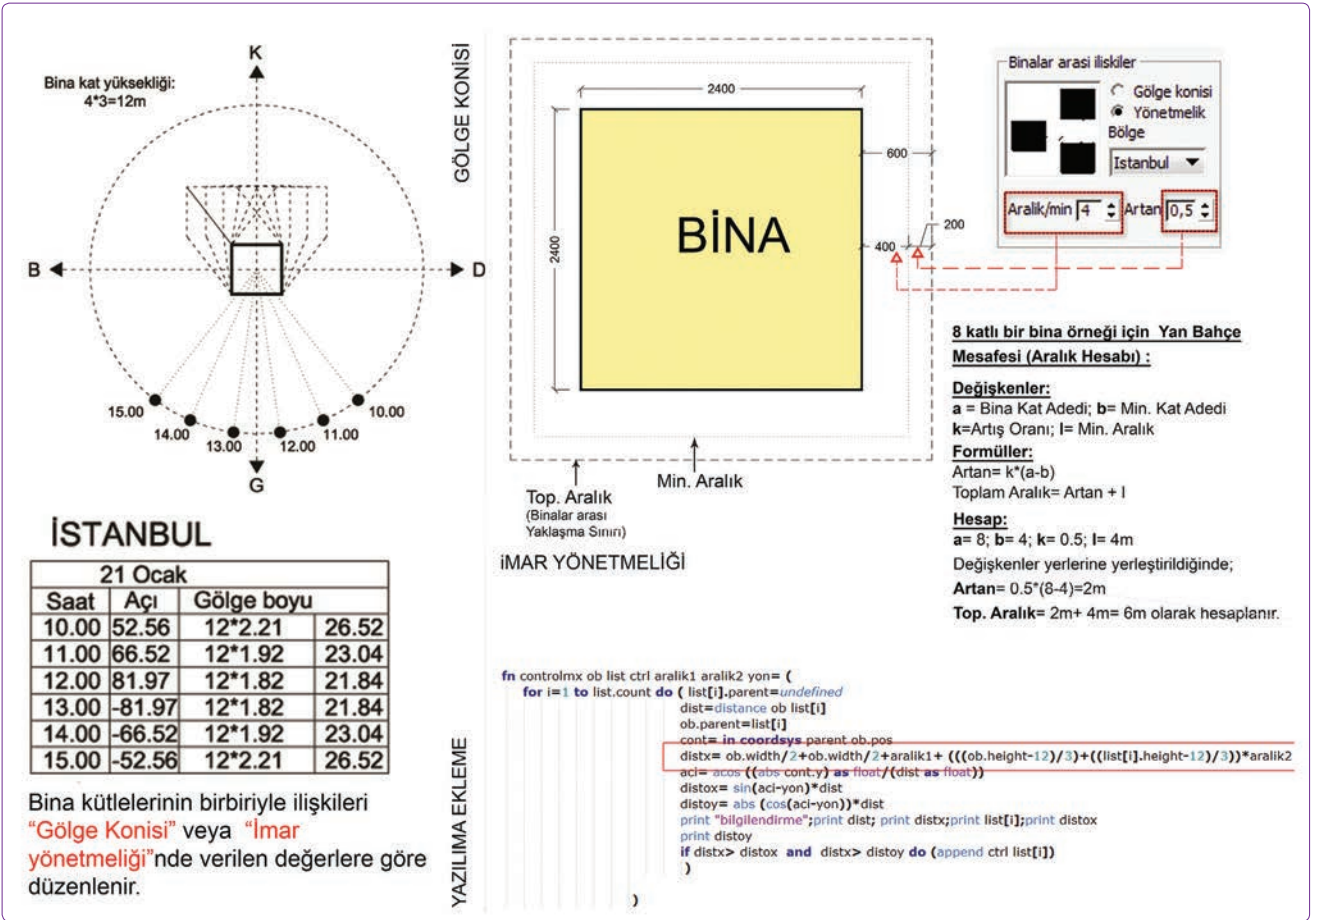 Bina kat yüksekliği:
4*3=12m
K
B
D
G
15.00
14.00
13.00
12.00
11.00
10.00
İSTANBUL
21 Ocak
Saat Açı Gölge boyu
10.00 52.56 12*2.21 26.52
11.00 66.52 12*1.92 23.04
12.00 81.97 12*1.82 21.84
13.00 -81.97 12*1.82 21.84
14.00 -66.52 12*1.92 23.04
15.00 -52.56 12*2.21 26.52
Bina kütlelerinin birbiriyle ilişkileri
“Gölge Konisi” veya “İmar
yönetmeliği”nde verilen değerlere göre
düzenlenir.
GÖLGE KONİSİ
2400
2400
BİNA
600
400
200
Top. Aralık
(Binalar arası
Yaklaşma Sınırı)
Min. Aralık
iMAR YÖNETMELİĞİ
Binalar arasi iliskiler
Gölge konisi
Yönetmelik
Bölge
Istanbul
Aralik/min 4 Artan 0,5
8 katlı bir bina örneği için Yan Bahçe
Mesafesi (Aralık Hesabı) :
Değişkenler:
a = Bina Kat Adedi; b= Min. Kat Adedi
k=Artış Oranı; l= Min. Aralık
Formüller:
Artan= k*(a-b)
Toplam Aralık= Artan + l
Hesap:
a= 8; b= 4; k= 0.5; l= 4m
Değişkenler yerlerine yerleştirildiğinde;
Artan= 0.5*(8-4)=2m
Top. Aralık= 2m+ 4m= 6m olarak hesaplanır.
YAZILIMA EKLEME
fn controlmx ob list ctrl aralik1 aralik2 yon= (
for i=1 to list.count do ( list[i].parent=undefined
dist=distance ob list[i]
ob.parent=list[i]
cont= in coordsys parent ob.pos
distx= ob.width/2+ob.width/2+aralik1+ (((ob.height-12)/3)+((list[i].height-12)/3))*aralik2
aci= acos ((abs cont.y) as float/(dist as float))
distox= sin(aci-yon)*dist
distoy= abs (cos(aci-yon))*dist
print "bilgilendirme";print dist; print distx;print list[i];print distox
print distoy
if distx> distox and distx> distoy do (append ctrl list[i])
)
)